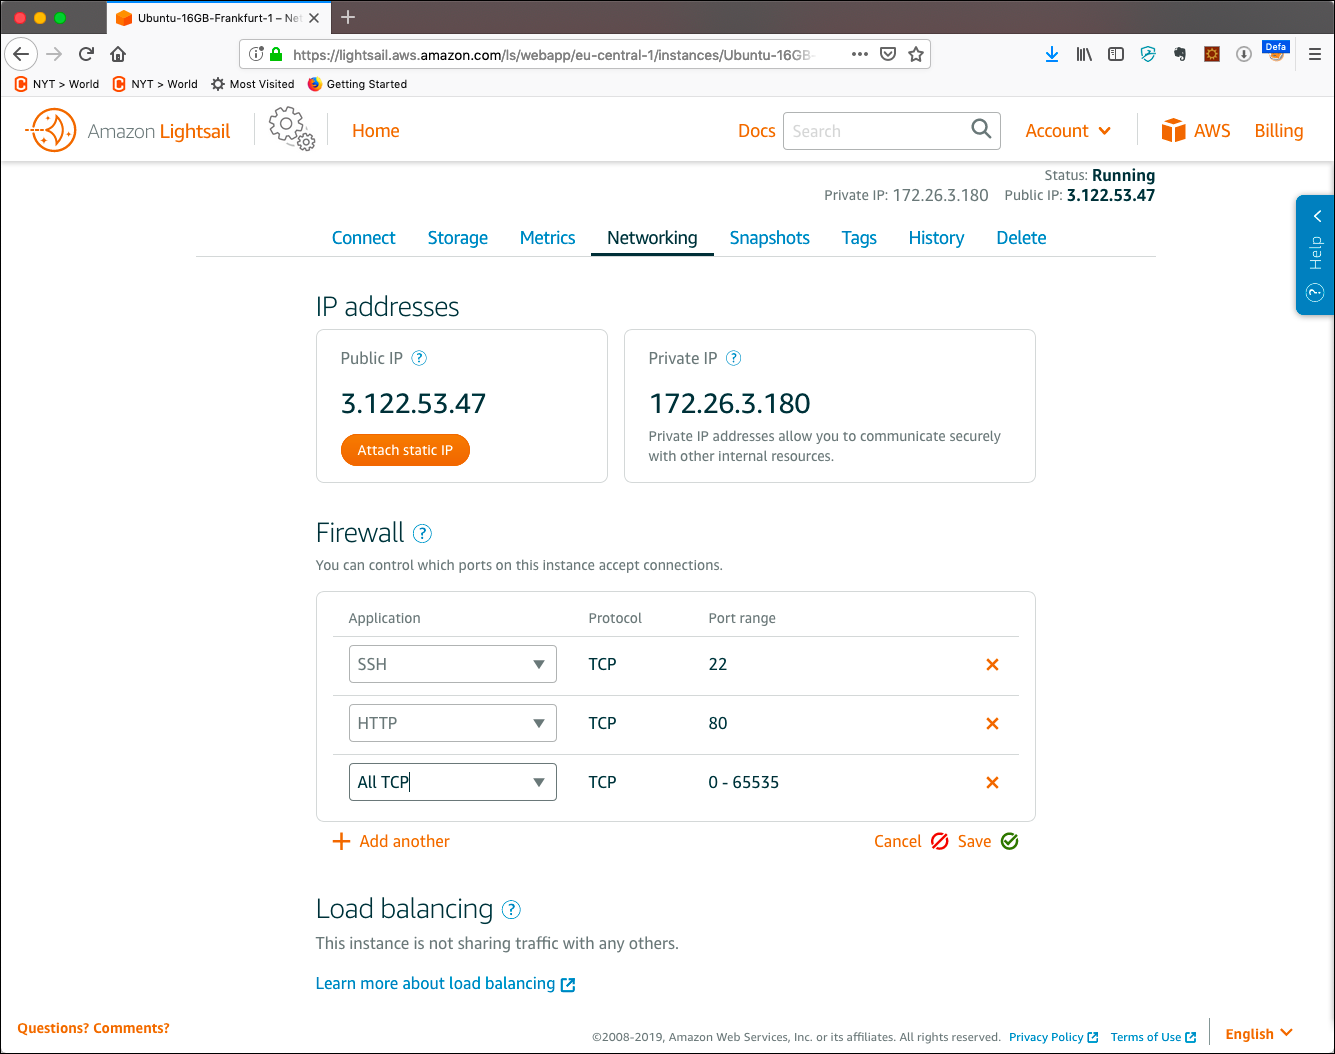 Ubuntu-16GB-Frankfurt-1 – Net
https://lightsail.aws.amazon.com/ls/webapp/eu-central-1/instances/Ubuntu-16GB-
Defa
NYT > World NYT > World Most Visited Getting Started
Amazon Lightsail Home Docs Search Account AWS Billing
Status: Running
Private IP: 172.26.3.180 Public IP: 3.122.53.47
Connect Storage Metrics Networking Snapshots Tags History Delete
Help
IP addresses
Public IP ? Private IP ?
3.122.53.47 172.26.3.180
Attach static IP
Private IP addresses allow you to communicate securely
with other internal resources.
Firewall ?
You can control which ports on this instance accept connections.
Application Protocol Port range
SSH TCP 22
HTTP TCP 80
All TCP TCP 0 - 65535
Add another Cancel Save
Load balancing ?
This instance is not sharing traffic with any others.
Learn more about load balancing
Questions? Comments?
©2008-2019, Amazon Web Services, Inc. or its affiliates. All rights reserved. Privacy Policy Terms of Use English